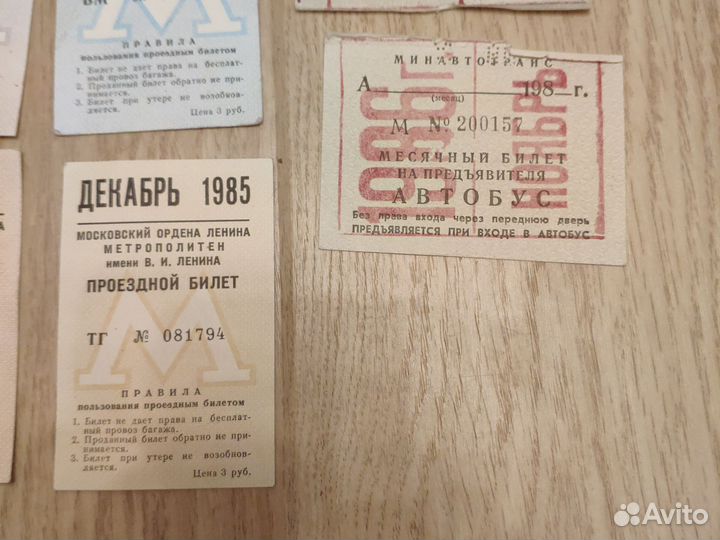 ВМ
ПРАВИЛА
пользования проездным билетом
1. Билет не дает права на бесплат-
ный провоз багажа.
2. Проданный билет обратно не при-
нимается.
3. Билет при утере не возобнов-
ляется.
Цена 3 руб.
ДЕКАБРЬ 1985
МОСКОВСКИЙ ОРДЕНА ЛЕНИНА
МЕТРОПОЛИТЕН
имени В. И. ЛЕНИНА
ПРОЕЗДНОЙ БИЛЕТ
ТГ № 081794
ПРАВИЛА
пользования проездным билетом
1. Билет не дает права на бесплат-
ный провоз багажа.
2. Проданный билет обратно не при-
нимается.
3. Билет при утере не возобнов-
ляется.
Цена 3 руб.
МИНАВТОТРАНС
А 198 г.
(месяц)
М № 200157
МЕСЯЧНЫЙ БИЛЕТ
НА ПРЕДЪЯВИТЕЛЯ
АВТОБУС
Без права входа через переднюю дверь
ПРЕДЪЯВЛЯЕТСЯ ПРИ ВХОДЕ В АВТОБУС
1986 г.
НОЯБРЬ
Avito